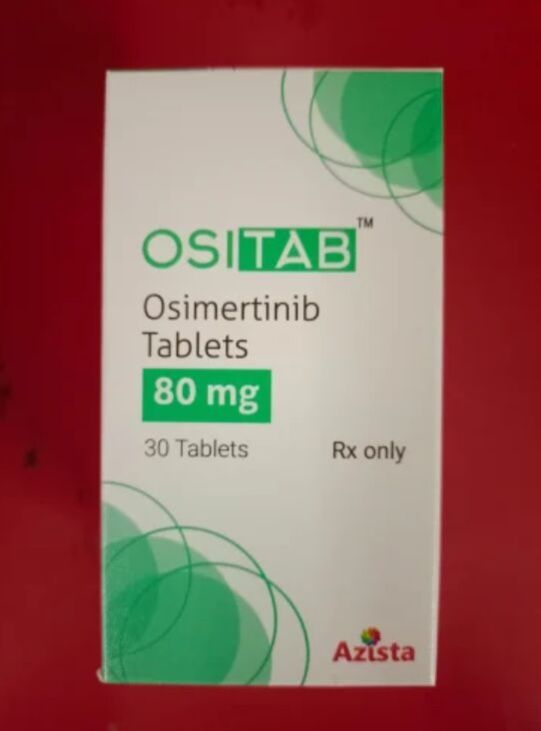 OSITAB™
Osimertinib
Tablets
80 mg
30 Tablets
Rx only
Azista